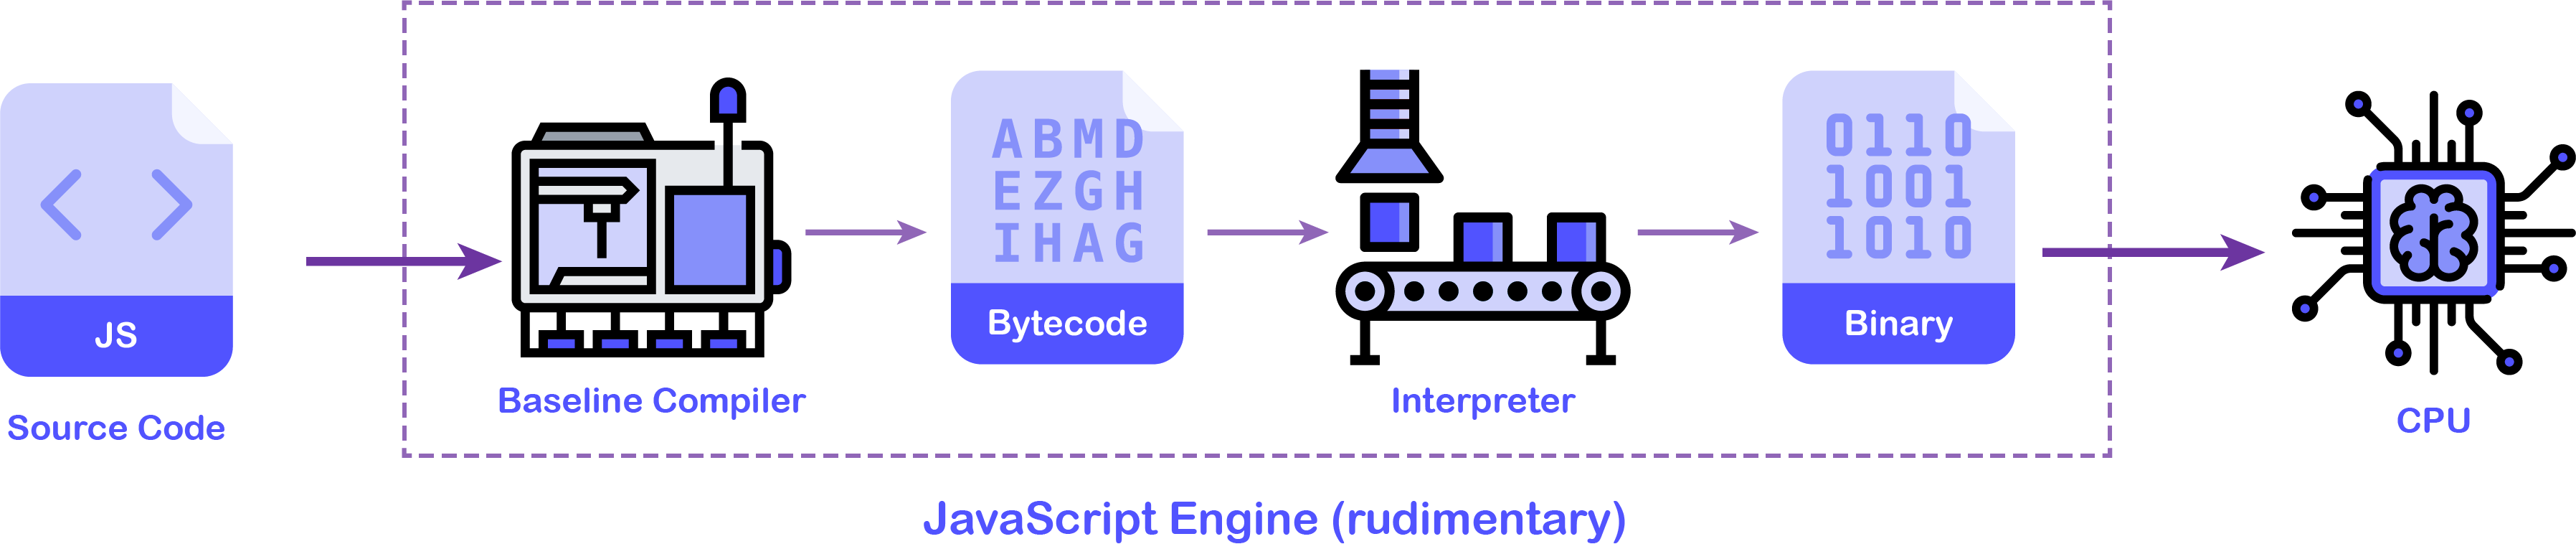 JS
Source Code
Baseline Compiler
ABMD
EZGH
IHAG
Bytecode
Interpreter
0110
1001
1010
Binary
CPU
JavaScript Engine (rudimentary)